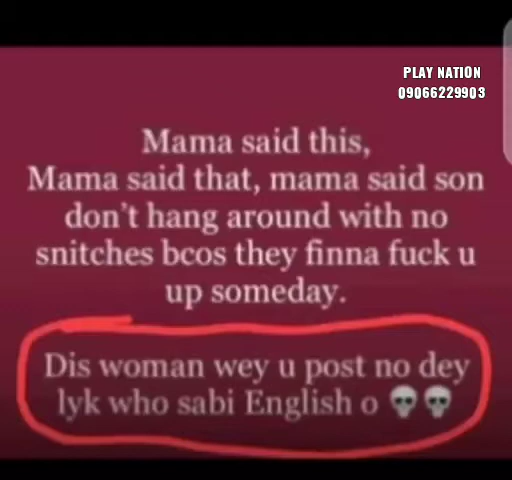 PLAY NATION
09066229903
Mama said this,
Mama said that, mama said son
don't hang around with no
snitches bcos they finna fuck u
up someday.
Dis woman wey u post no dey
lyk who sabi English o 💀💀